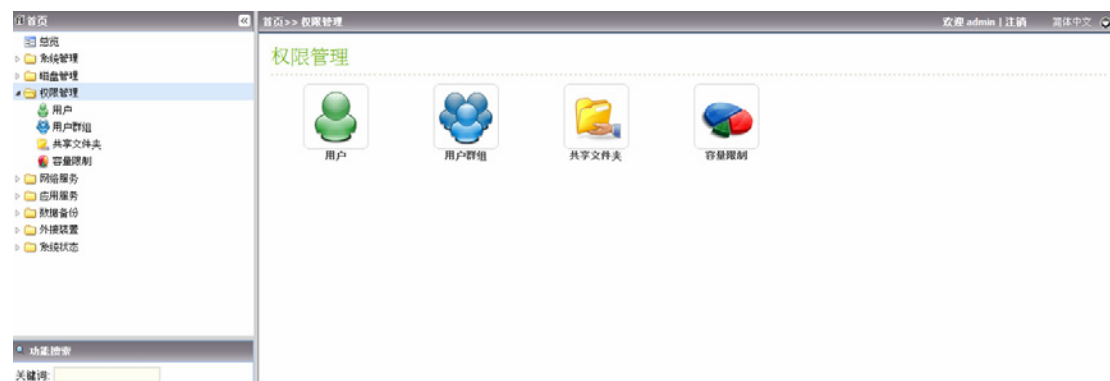 首页
首页>> 权限管理
欢迎 admin | 注销
简体中文
总览
系统管理
磁盘管理
权限管理
用户
用户群组
共享文件夹
容量限制
网络服务
应用服务
数据备份
外接装置
系统状态
功能搜索
关键词:
权限管理
用户
用户群组
共享文件夹
容量限制